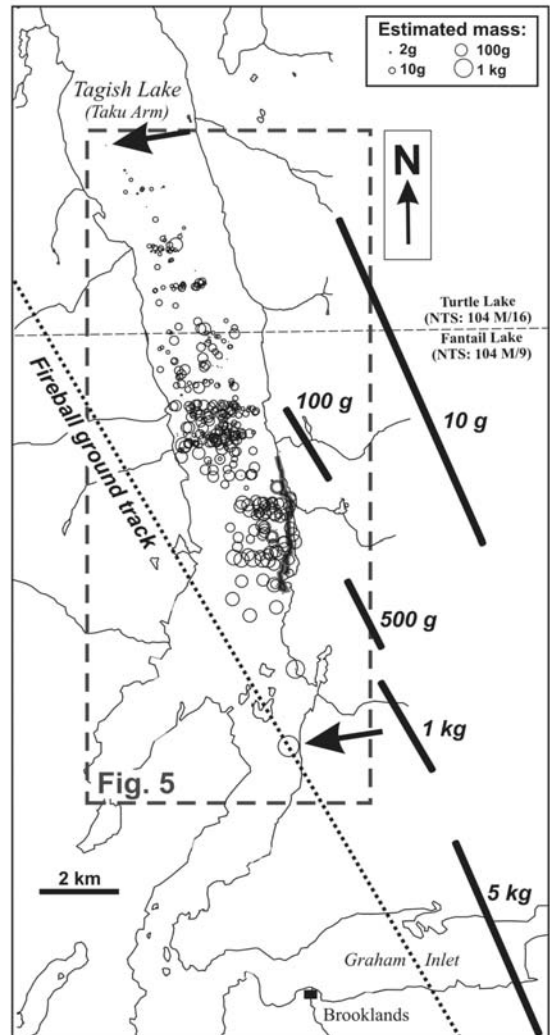 Estimated mass:
2g 100g
10g 1 kg
Tagish Lake
(Taku Arm)
N
Turtle Lake
(NTS: 104 M/16)
Fantail Lake
(NTS: 104 M/9)
100 g
10 g
Fireball ground track
500 g
1 kg
Fig. 5
2 km
5 kg
Graham Inlet
Brooklands